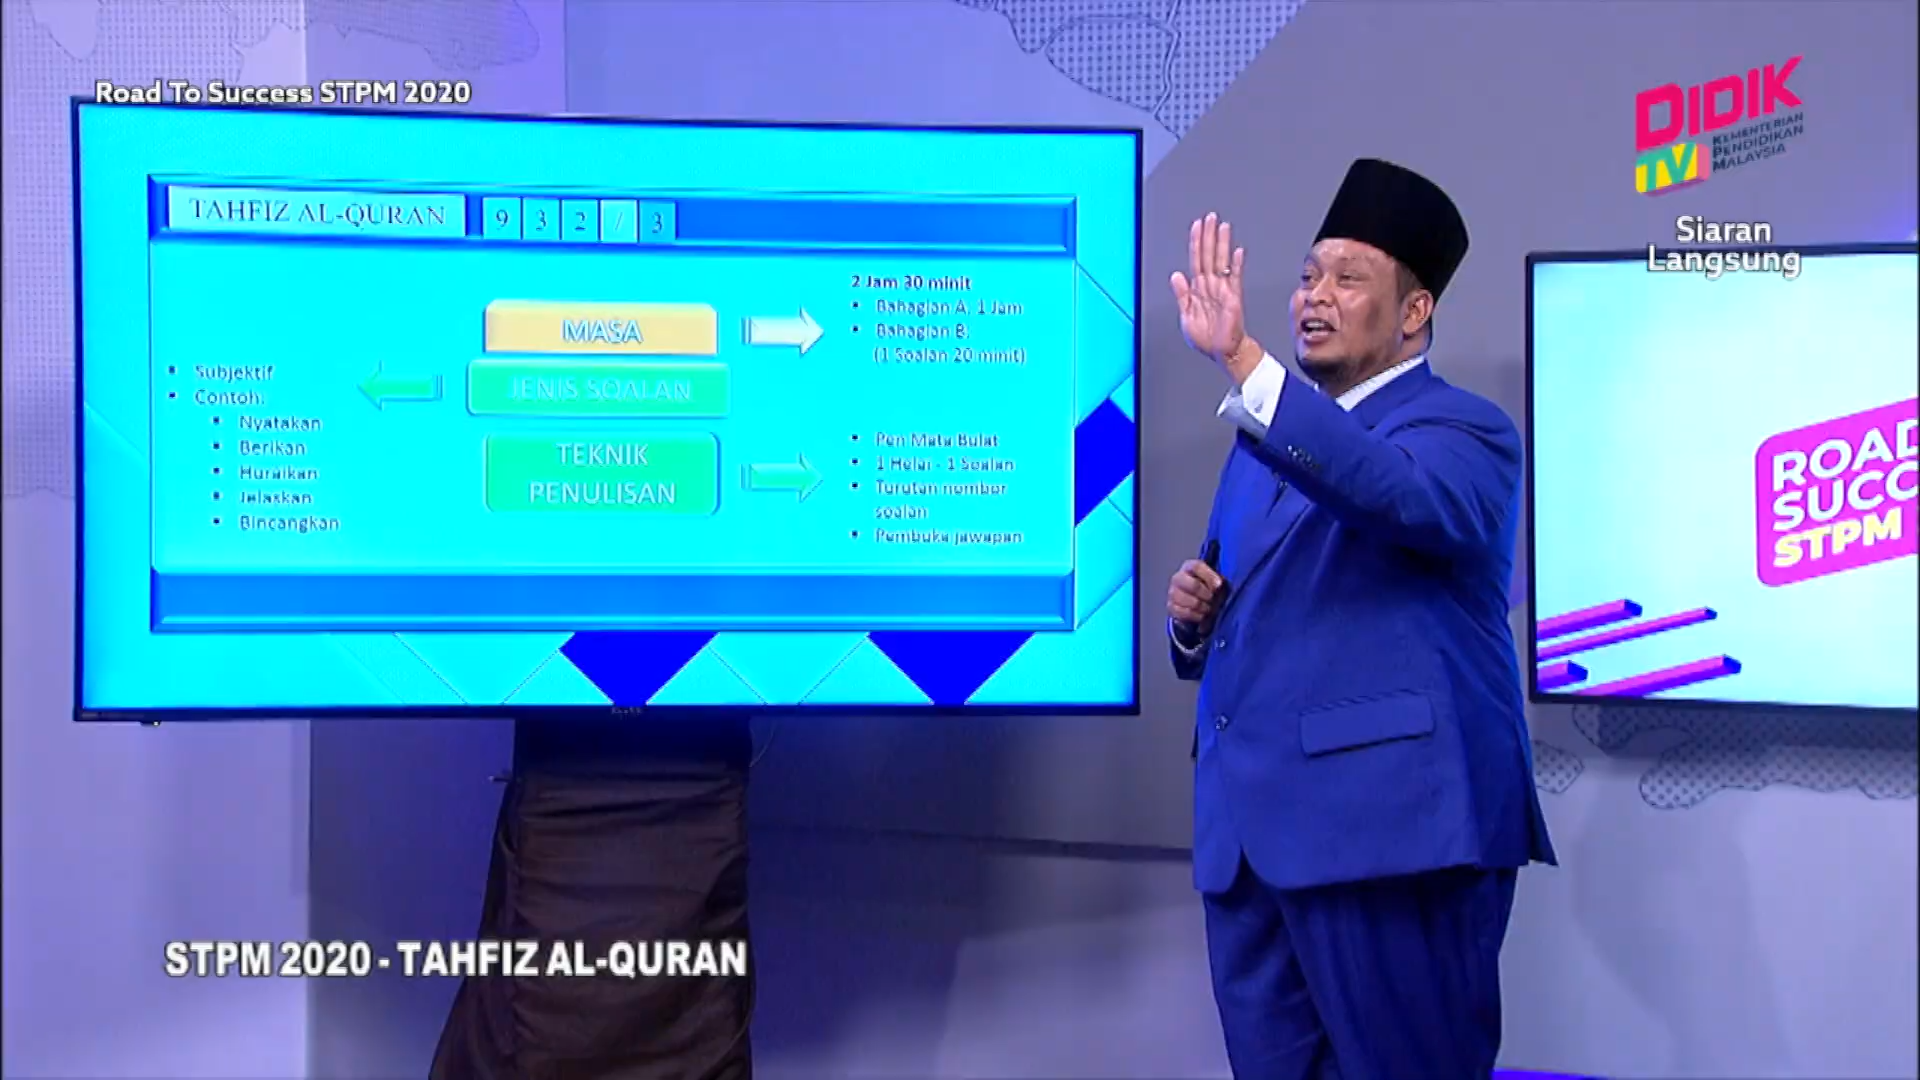 Road To Success STPM 2020
DIDIK
TV
KEMENTERIAN
PENDIDIKAN
MALAYSIA
Siaran
Langsung
TAHFIZ AL-QURAN 9 3 2 / 3
MASA
2 Jam 30 minit
• Bahagian A: 1 Jam
• Bahagian B:
(1 Soalan 20 minit)
JENIS SOALAN
• Subjektif
• Contoh:
• Nyatakan
• Berikan
• Huraikan
• Jelaskan
• Bincangkan
TEKNIK
PENULISAN
• Pen Mata Bulat
• 1 Helai - 1 Soalan
• Turutan nombor
soalan
• Pembuka jawapan
ROAD
SUCC
STPM
STPM 2020 - TAHFIZ AL-QURAN